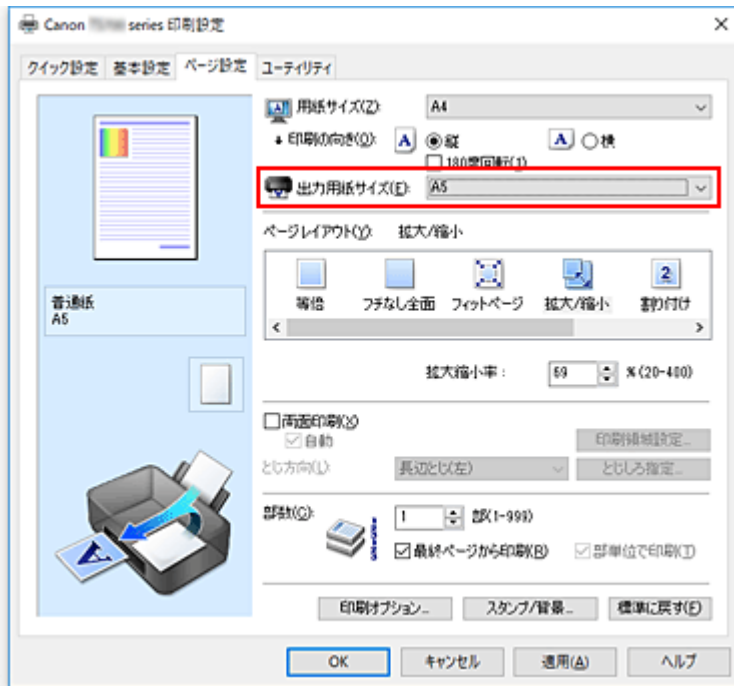 Canon series 印刷設定
クイック設定 基本設定 ページ設定 ユーティリティ
用紙サイズ(Z): A4
印刷の向き(O): A 縦 A 横
180度回転(1)
出力用紙サイズ(E): A5
ページレイアウト(Y): 拡大/縮小
等倍 フチなし全面 フィットページ 拡大/縮小 割り付け
普通紙
A5
拡大縮小率: 69 % (20-400)
両面印刷(X)
自動
印刷領域設定...
とじ方向(L): 長辺とじ(左) とじしろ指定...
部数(C): 1 部(1-999)
最終ページから印刷(R) 部単位で印刷(T)
印刷オプション... スタンプ/背景... 標準に戻す(F)
OK キャンセル 適用(A) ヘルプ